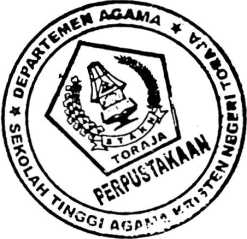 DEPARTEMEN AGAMA
SEKOLAH TINGGI AGAMA KRISTEN NEGERI TORAJA
STAKN
TORAJA
PERPUSTAKAAN